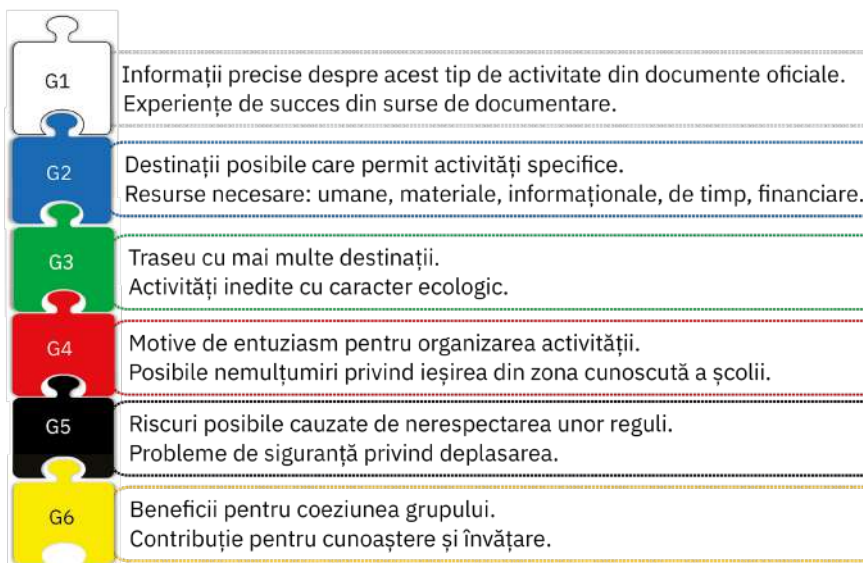 G1
Informații precise despre acest tip de activitate din documente oficiale.
Experiențe de succes din surse de documentare.
G2
Destinații posibile care permit activități specifice.
Resurse necesare: umane, materiale, informaționale, de timp, financiare.
G3
Traseu cu mai multe destinații.
Activități inedite cu caracter ecologic.
G4
Motive de entuziasm pentru organizarea activității.
Posibile nemulțumiri privind ieșirea din zona cunoscută a școlii.
G5
Riscuri posibile cauzate de nerespectarea unor reguli.
Probleme de siguranță privind deplasarea.
G6
Beneficii pentru coeziunea grupului.
Contribuție pentru cunoaștere și învățare.